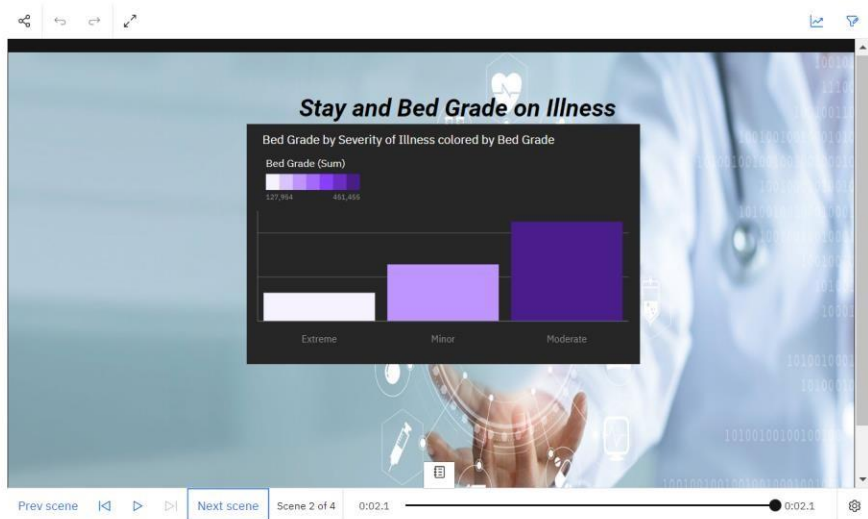 Stay and Bed Grade on Illness
Bed Grade by Severity of Illness colored by Bed Grade
Bed Grade (Sum)
127,984 461,466
Extreme Minor Moderate
Prev scene Next scene Scene 2 of 4 0:02.1 0:02.1